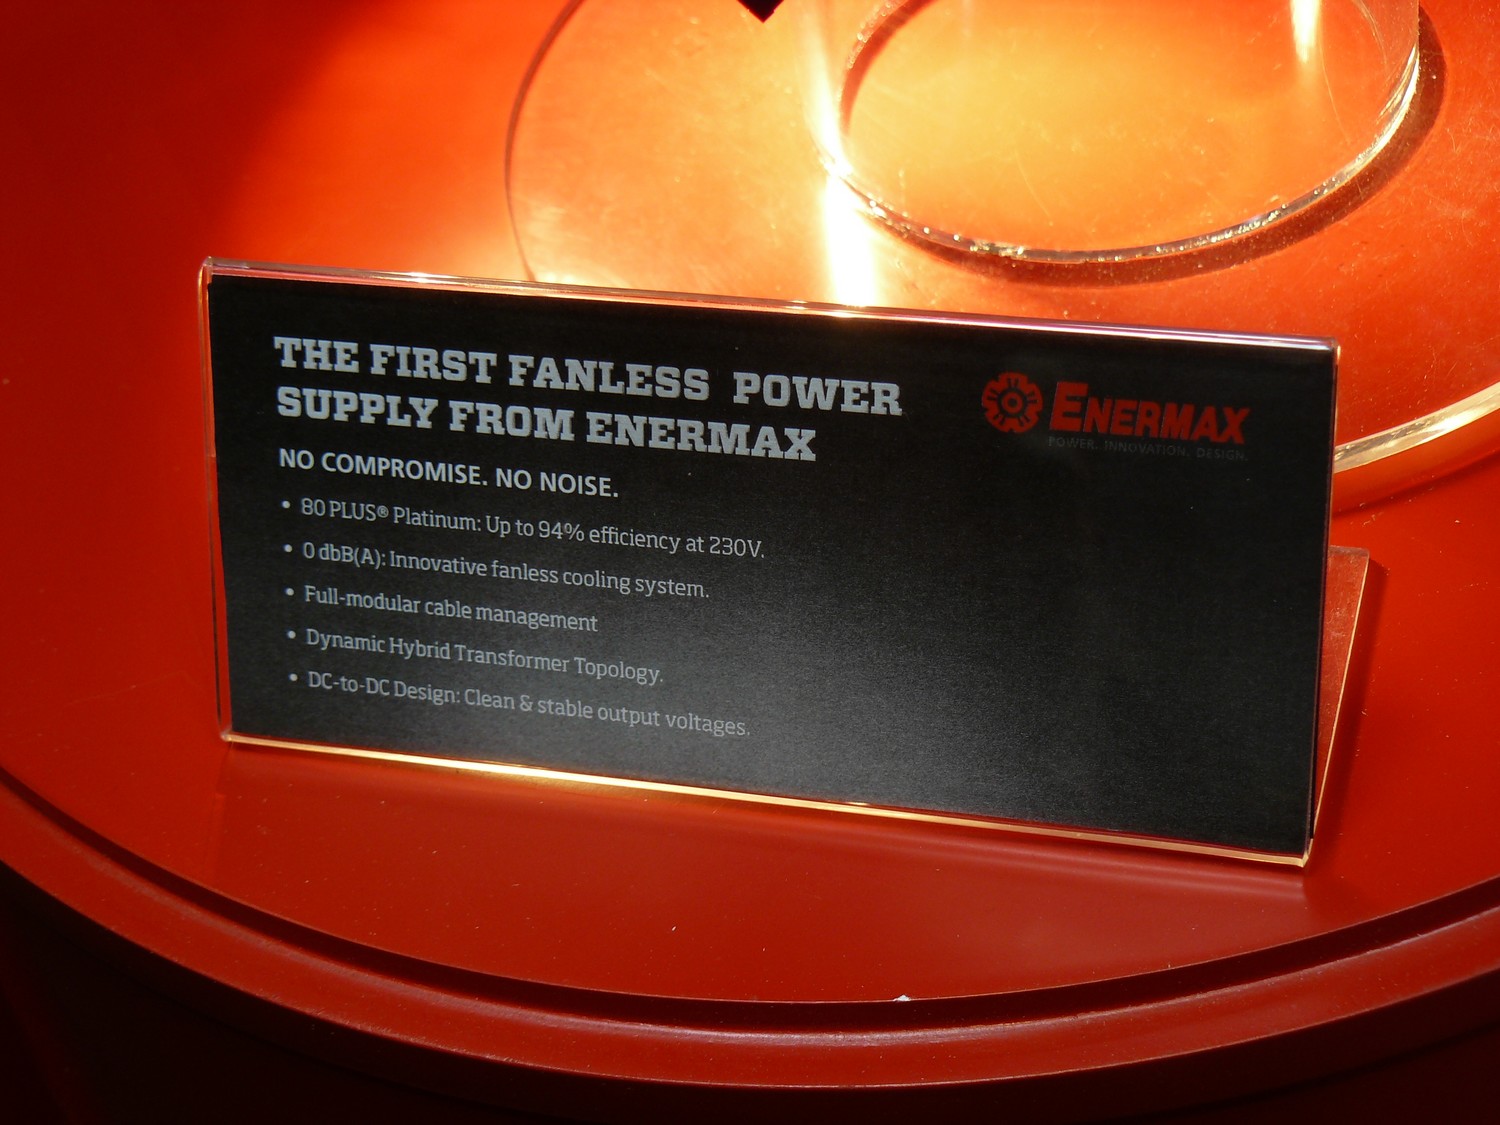 THE FIRST FANLESS POWER
SUPPLY FROM ENERMAX
NO COMPROMISE. NO NOISE.
• 80 PLUS® Platinum: Up to 94% efficiency at 230V.
• 0 dbB(A): Innovative fanless cooling system.
• Full-modular cable management
• Dynamic Hybrid Transformer Topology.
• DC-to-DC Design: Clean & stable output voltages.
ENERMAX
POWER. INNOVATION. DESIGN.